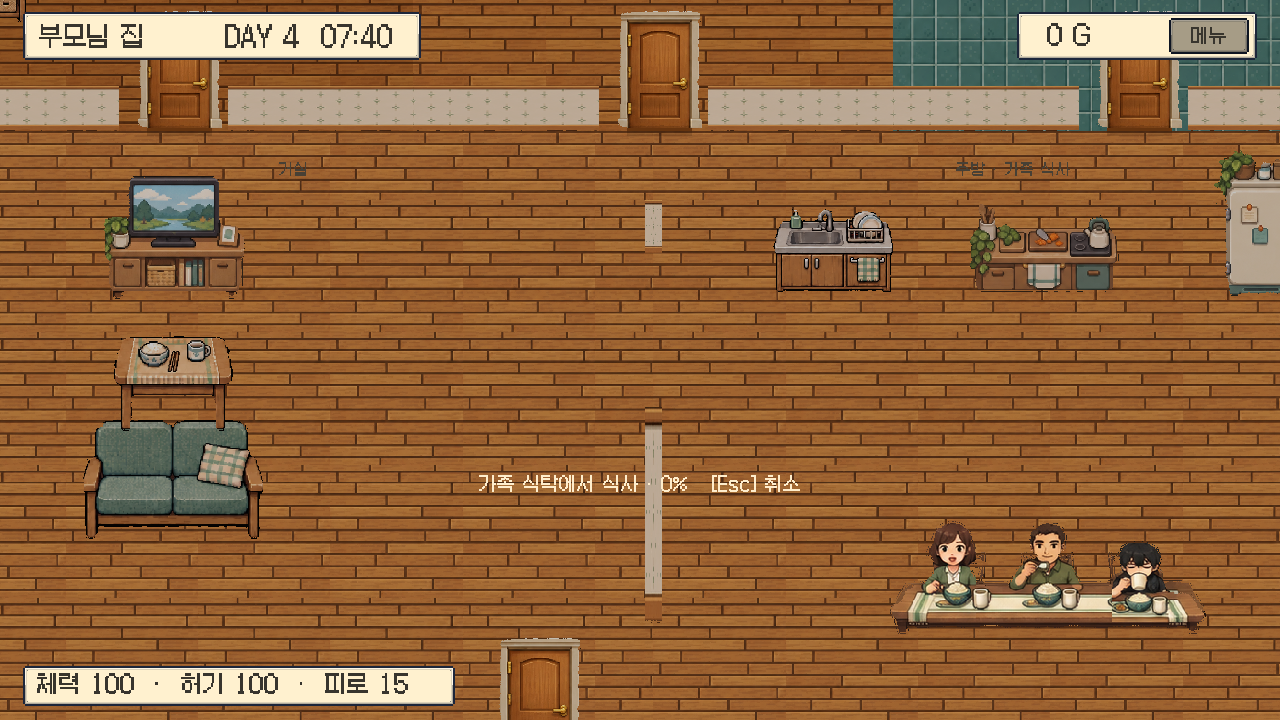 부모님 집 DAY 4 07:40
0 G 메뉴
거실
주방 · 가족 식사
가족 식탁에서 식사 · 0% [Esc] 취소
체력 100 · 허기 100 · 피로 15